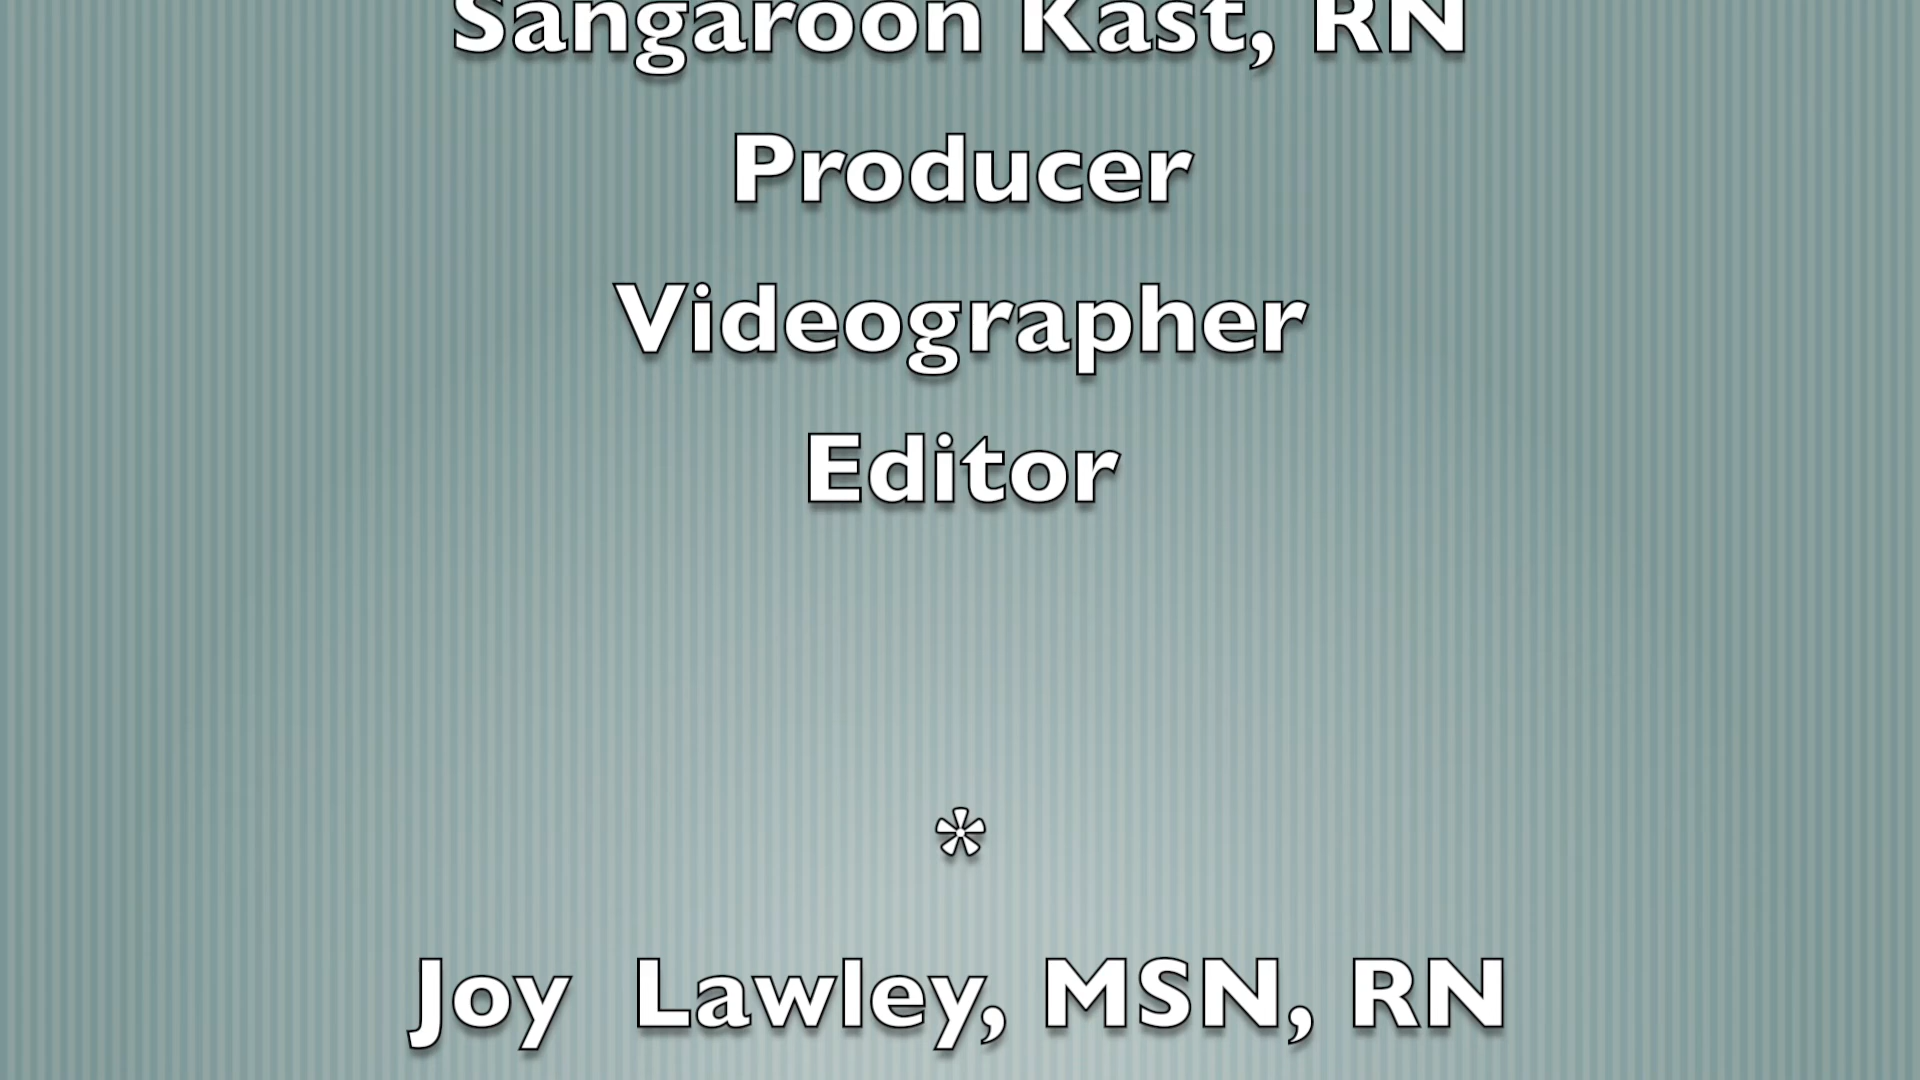 Sangaroon Kast, RN
Producer
Videographer
Editor
*
Joy Lawley, MSN, RN